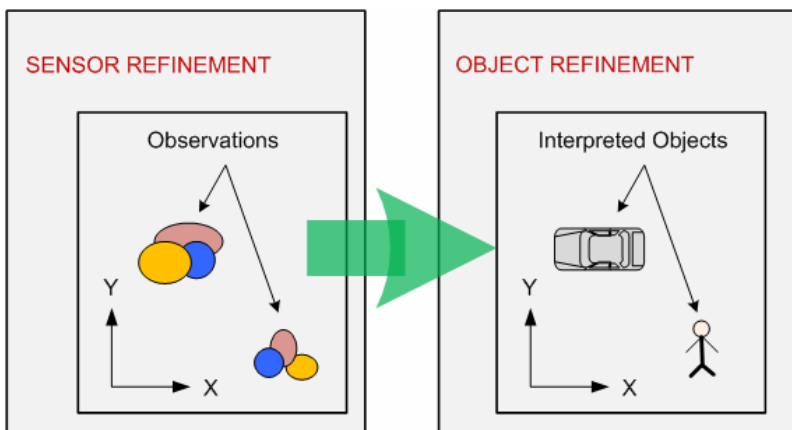 SENSOR REFINEMENT
Observations
Y
X
OBJECT REFINEMENT
Interpreted Objects
Y
X